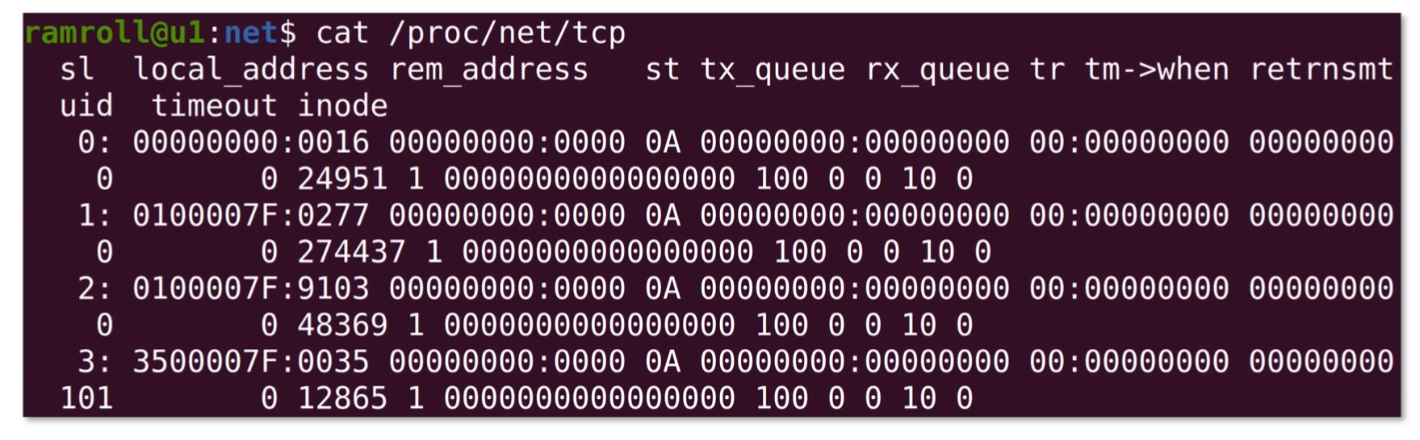 ramroll@u1:net$ cat /proc/net/tcp
sl local_address rem_address st tx_queue rx_queue tr tm->when retrnsmt
uid timeout inode
0: 00000000:0016 00000000:0000 0A 00000000:00000000 00:00000000 00000000
0 0 24951 1 0000000000000000 100 0 0 10 0
1: 0100007F:0277 00000000:0000 0A 00000000:00000000 00:00000000 00000000
0 0 274437 1 0000000000000000 100 0 0 10 0
2: 0100007F:9103 00000000:0000 0A 00000000:00000000 00:00000000 00000000
0 0 48369 1 0000000000000000 100 0 0 10 0
3: 3500007F:0035 00000000:0000 0A 00000000:00000000 00:00000000 00000000
101 0 12865 1 0000000000000000 100 0 0 10 0